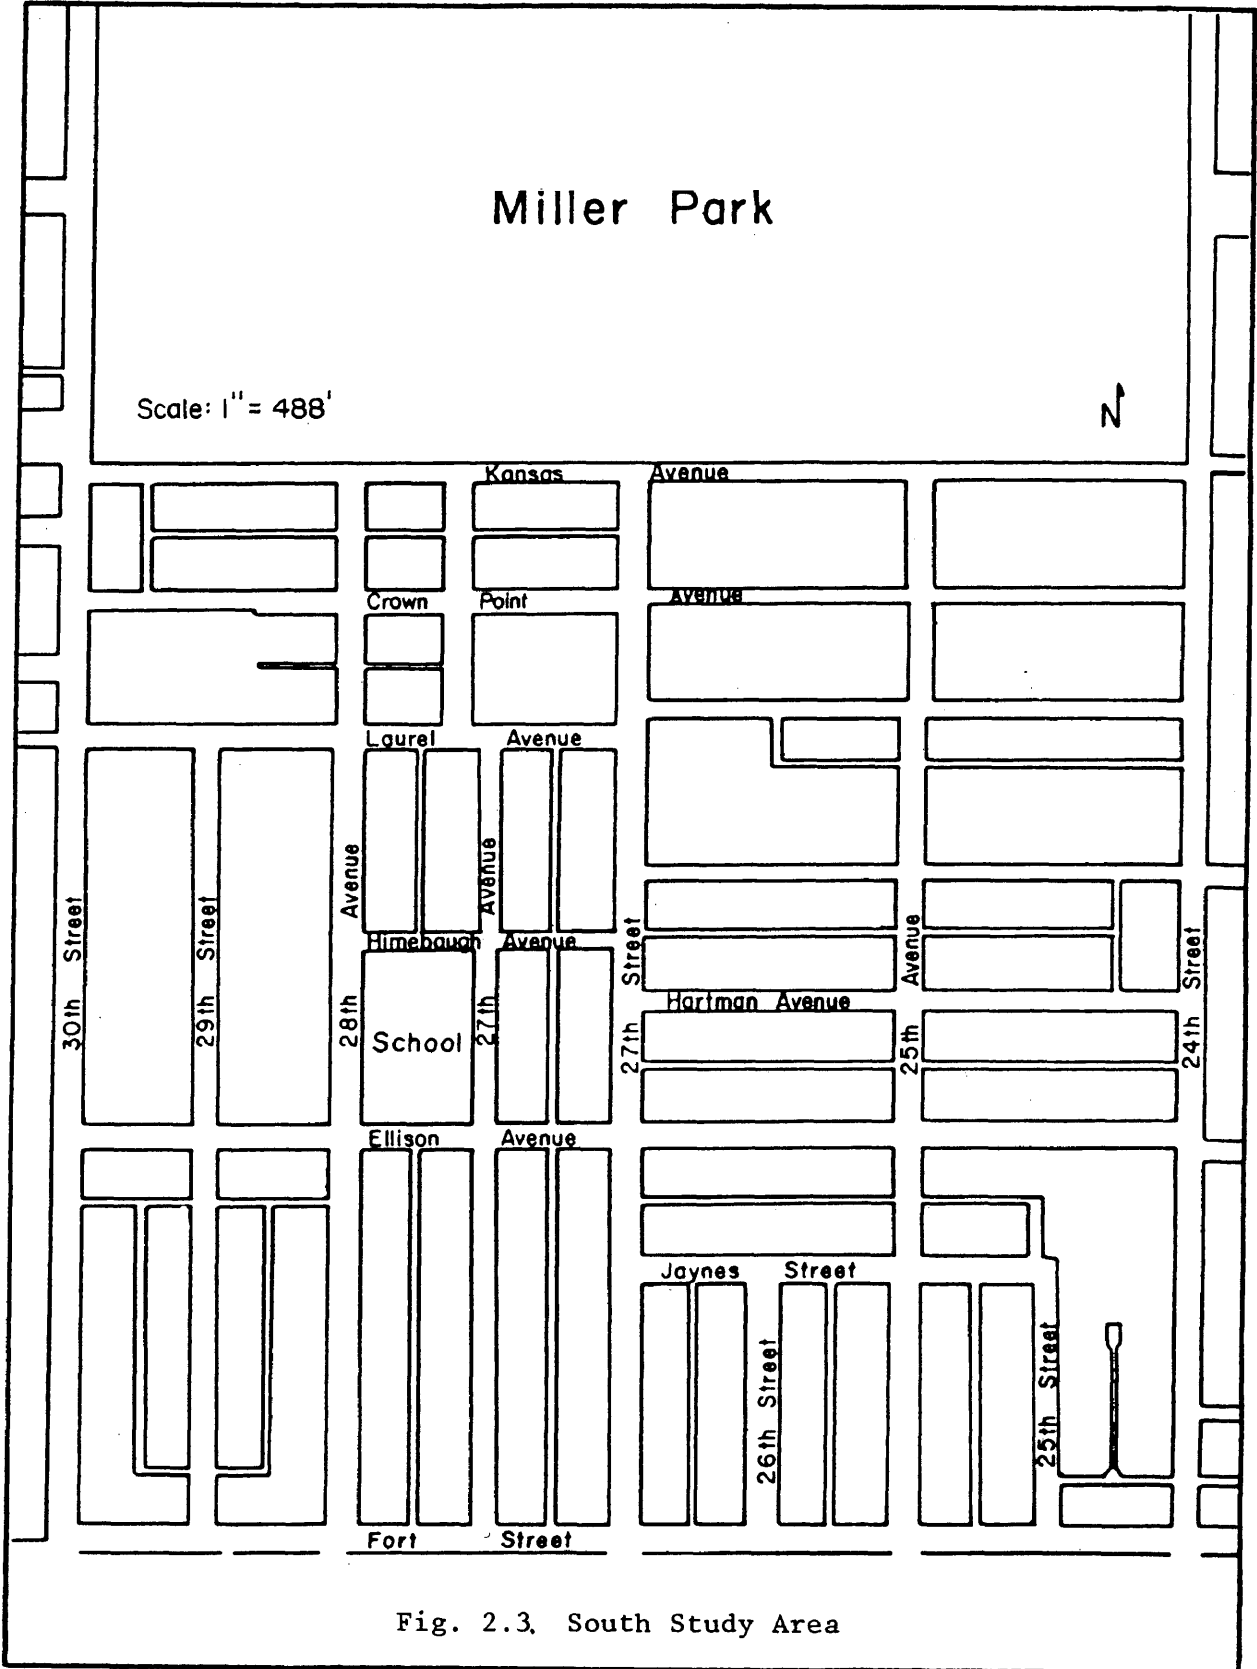 Miller Park
Scale: 1"= 488'
N
Kansas Avenue
Crown Point Avenue
Laurel Avenue
30th Street
29th Street
28th Avenue
27th Avenue
27th Street
25th Avenue
24th Street
Himebaugh Avenue
School
Hartman Avenue
Ellison Avenue
Jaynes Street
26th Street
25th Street
Fort Street
Fig. 2.3. South Study Area